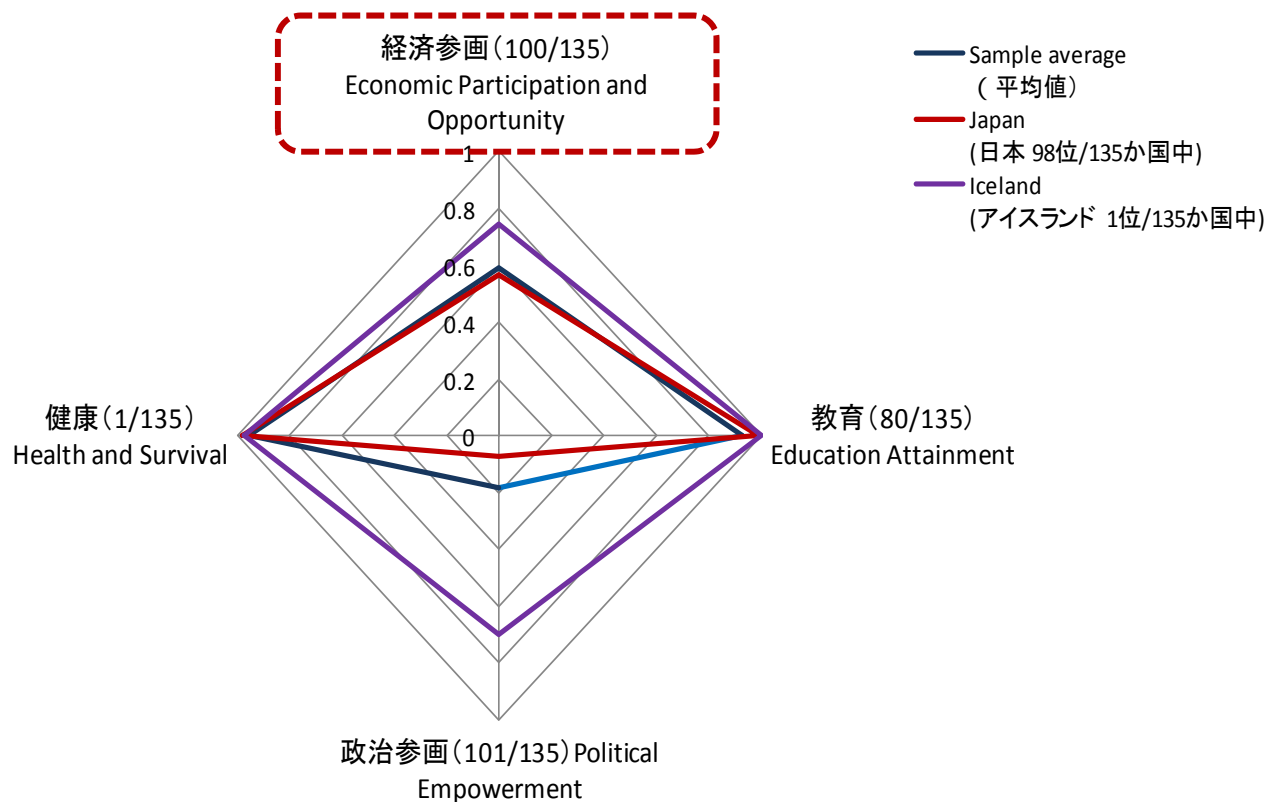 経済参画（100/135）
Economic Participation and
Opportunity
Sample average
（ 平均値）
Japan
(日本 98位/135か国中)
Iceland
(アイスランド 1位/135か国中)
1
0.8
0.6
0.4
0.2
0
健康（1/135）
Health and Survival
教育（80/135）
Education Attainment
政治参画（101/135）Political
Empowerment